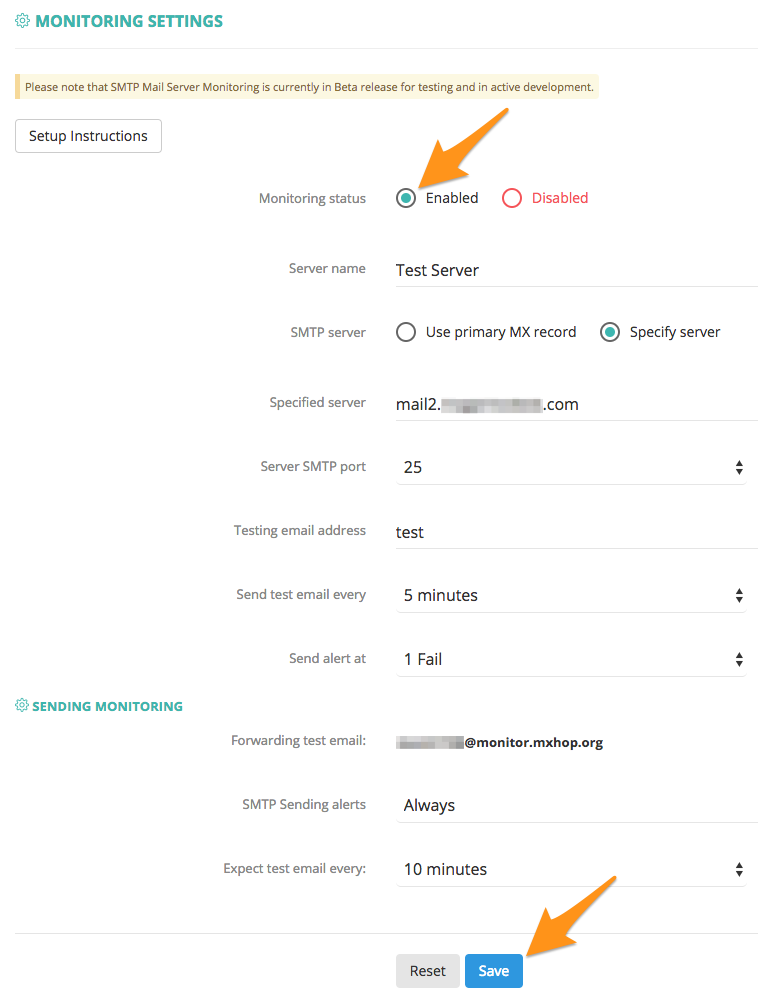 MONITORING SETTINGS
Please note that SMTP Mail Server Monitoring is currently in Beta release for testing and in active development.
Setup Instructions
Monitoring status Enabled Disabled
Server name Test Server
SMTP server Use primary MX record Specify server
Specified server mail2. .com
Server SMTP port 25
Testing email address test
Send test email every 5 minutes
Send alert at 1 Fail
SENDING MONITORING
Forwarding test email: @monitor.mxhop.org
SMTP Sending alerts Always
Expect test email every: 10 minutes
Reset Save